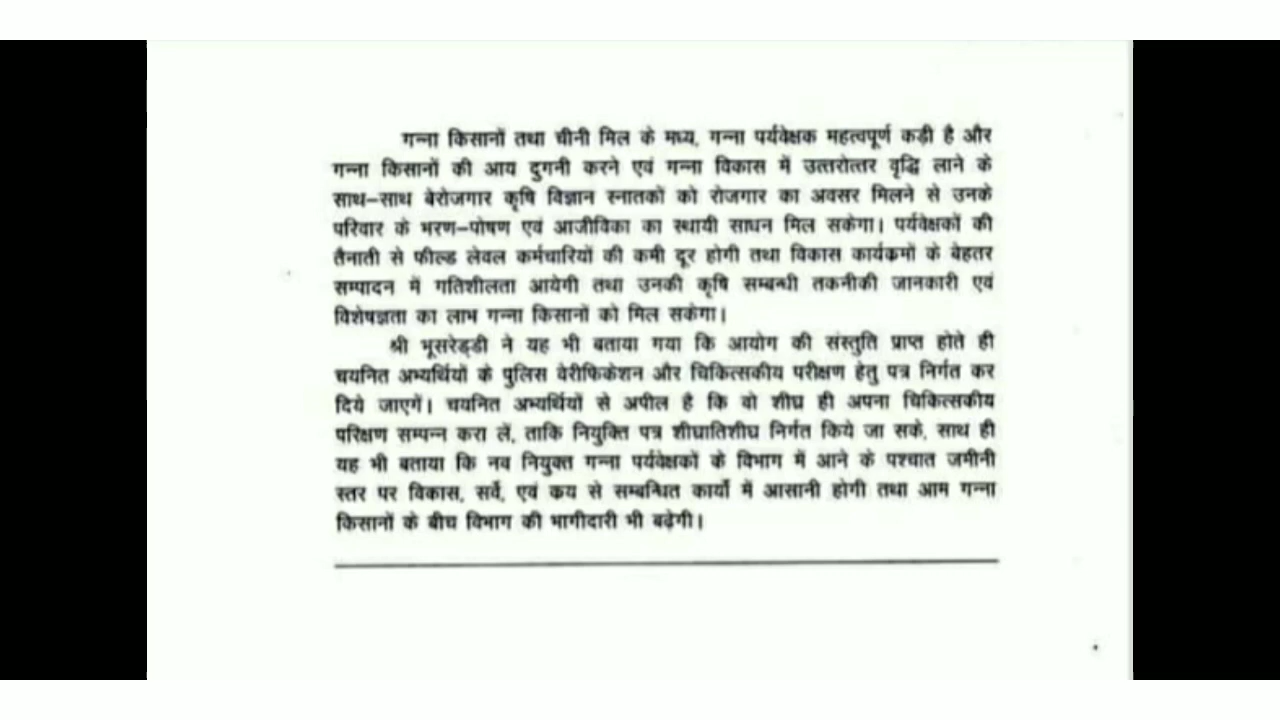 गन्ना किसानों तथा चीनी मिल के मध्य, गन्ना पर्यवेक्षक महत्वपूर्ण कड़ी है और
गन्ना किसानों की आय दुगनी करने एवं गन्ना विकास में उत्तरोत्तर वृद्धि लाने के
साथ–साथ बेरोजगार कृषि विज्ञान स्नातकों को रोजगार का अवसर मिलने से उनके
परिवार के भरण–पोषण एवं आजीविका का स्थायी साधन मिल सकेगा। पर्यवेक्षकों की
तैनाती से फील्ड लेवल कर्मचारियों की कमी दूर होगी तथा विकास कार्यक्रमों के बेहतर
सम्पादन में गतिशीलता आयेगी तथा उनकी कृषि सम्बन्धी तकनीकी जानकारी एवं
विशेषज्ञता का लाभ गन्ना किसानों को मिल सकेगा।
श्री भूसरेड्डी ने यह भी बताया गया कि आयोग की संस्तुति प्राप्त होते ही
चयनित अभ्यर्थियों के पुलिस वेरीफिकेशन और चिकित्सकीय परीक्षण हेतु पत्र निर्गत कर
दिये जाएगें। चयनित अभ्यर्थियों से अपील है कि वो शीघ्र ही अपना चिकित्सकीय
परिक्षण सम्पन्न करा लें, ताकि नियुक्ति पत्र शीघ्रातिशीघ्र निर्गत किये जा सके, साथ ही
यह भी बताया कि नव नियुक्त गन्ना पर्यवेक्षकों के विभाग में आने के पश्चात जमीनी
स्तर पर विकास, सर्वे, एवं क्रय से सम्बन्धित कार्यो में आसानी होगी तथा आम गन्ना
किसानों के बीच विभाग की भागीदारी भी बढ़ेगी।